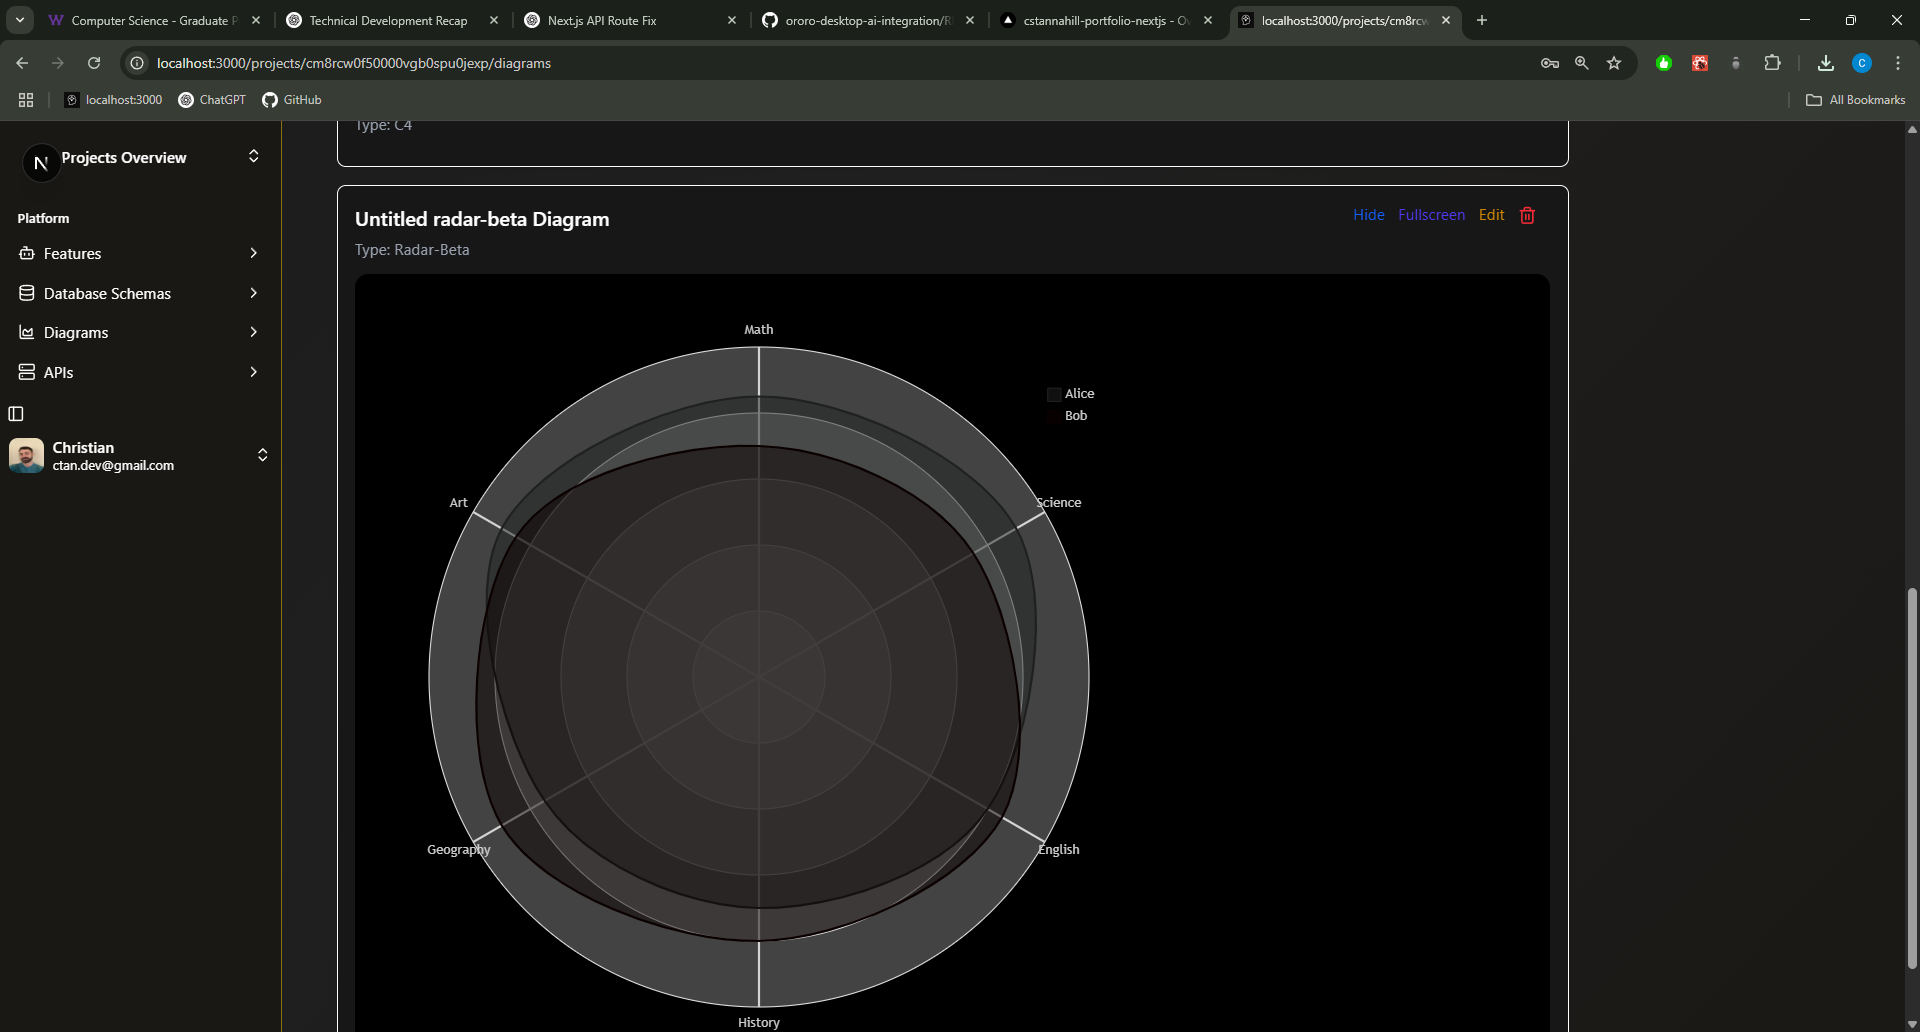 Computer Science - Graduate P
Technical Development Recap
Next.js API Route Fix
ororo-desktop-ai-integration/R
cstannahill-portfolio-nextjs - Ov
localhost:3000/projects/cm8rcw
localhost:3000/projects/cm8rcw0f50000vgb0spu0jexp/diagrams
C
localhost:3000
ChatGPT
GitHub
All Bookmarks
N
Projects Overview
Platform
Features
Database Schemas
Diagrams
APIs
Christian
ctan.dev@gmail.com
Type: C4
Untitled radar-beta Diagram
Hide
Fullscreen
Edit
Type: Radar-Beta
Math
Alice
Bob
Art
Science
Geography
English
History